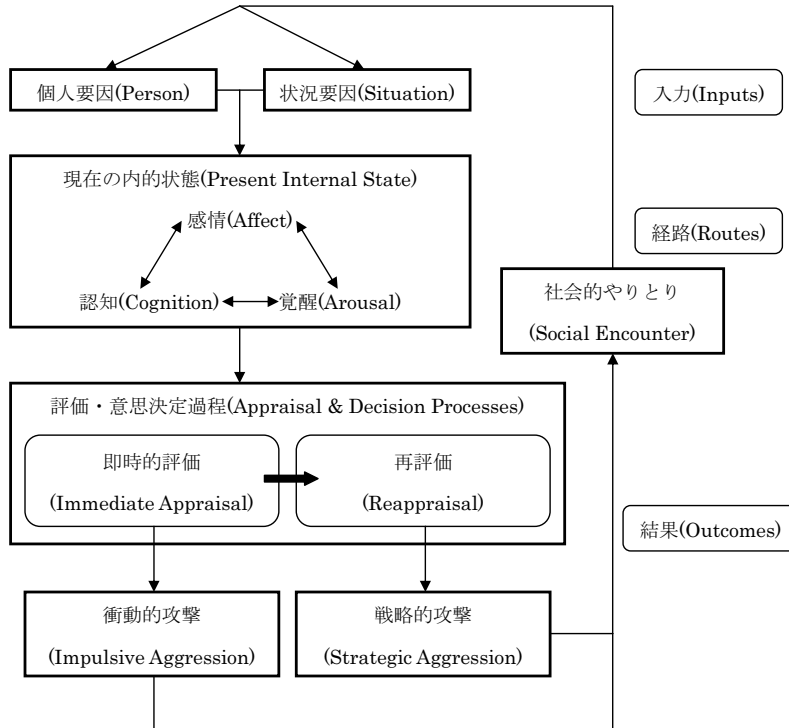 個人要因(Person)
状況要因(Situation)
入力(Inputs)
現在の内的状態(Present Internal State)
感情(Affect)
経路(Routes)
認知(Cognition)
覚醒(Arousal)
社会的やりとり
(Social Encounter)
評価・意思決定過程(Appraisal & Decision Processes)
即時的評価
(Immediate Appraisal)
再評価
(Reappraisal)
結果(Outcomes)
衝動的攻撃
(Impulsive Aggression)
戦略的攻撃
(Strategic Aggression)